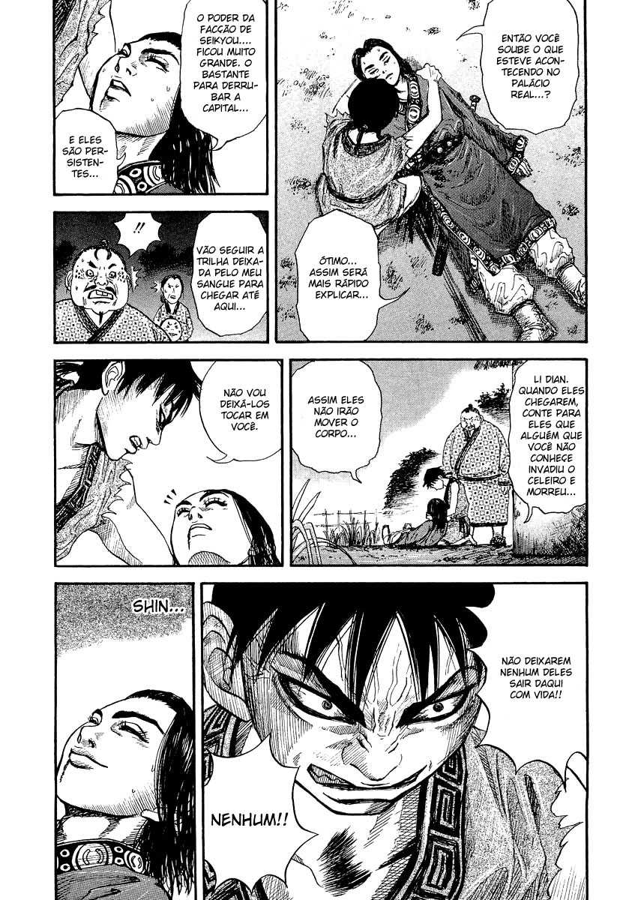 ENTÃO VOCÊ
SOUBE O QUE
ESTEVE ACON-
TECENDO NO
PALÁCIO
REAL...?
ÓTIMO...
ASSIM SERÁ
MAIS RÁPIDO
EXPLICAR...
O PODER DA
FACÇÃO DE
SEIKYOU....
FICOU MUITO
GRANDE. O
BASTANTE
PARA DERRU-
BAR A
CAPITAL...
E ELES
SÃO PER-
SISTEN-
TES...
VÃO SEGUIR A
TRILHA DEIXA-
DA PELO MEU
SANGUE PARA
CHEGAR ATÉ
AQUI...
!!
LI DIAN.
QUANDO ELES
CHEGAREM,
CONTE PARA
ELES QUE
ALGUÉM QUE
VOCÊ NÃO
CONHEÇE
INVADIU O
CELEIRO E
MORREU...
ASSIM ELES
NÃO IRÃO
MOVER O
CORPO...
NÃO VOU
DEIXÁ-LOS
TOCAR EM
VOCÊ.
!!
NÃO DEIXAREM
NENHUM DELES
SAIR DAQUI
COM VIDA!!
NENHUM!!
SHIN...